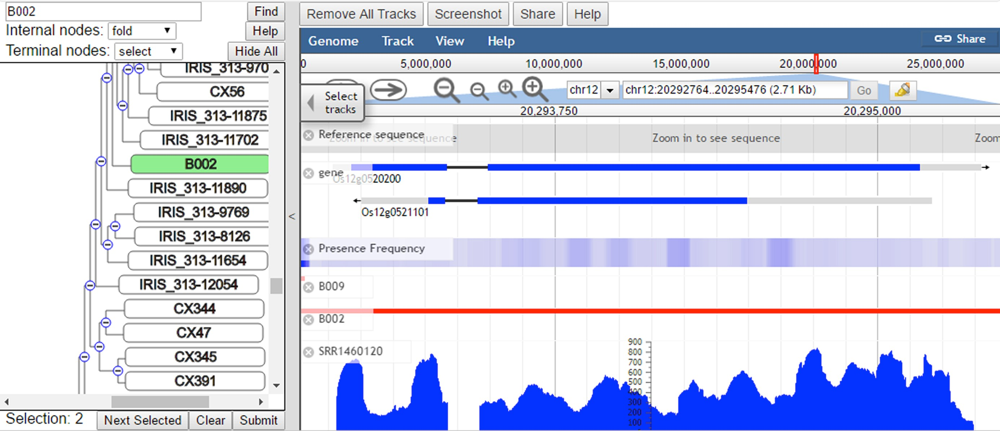 B002
Find
Internal nodes: fold
Help
Terminal nodes: select
Hide All
IRIS_313-970
CX56
IRIS_313-11875
IRIS_313-11702
B002
IRIS_313-11890
IRIS_313-9769
IRIS_313-8126
IRIS_313-11654
IRIS_313-12054
CX344
CX47
CX345
CX391
Selection: 2
Next Selected
Clear
Submit
<
Remove All Tracks
Screenshot
Share
Help
Genome
Track
View
Help
Share
0
5,000,000
10,000,000
15,000,000
20,000,000
25,000,000
Select
tracks
chr12
chr12:20292764..20295476 (2.71 Kb)
Go
20,293,750
20,295,000
Reference sequence
Zoom in to see sequence
Zoom in to see sequence
Zoom
gene
Os12g0520200
Os12g0521101
Presence Frequency
B009
B002
SRR1460120
900
800
700
600
500
400
300
200
100